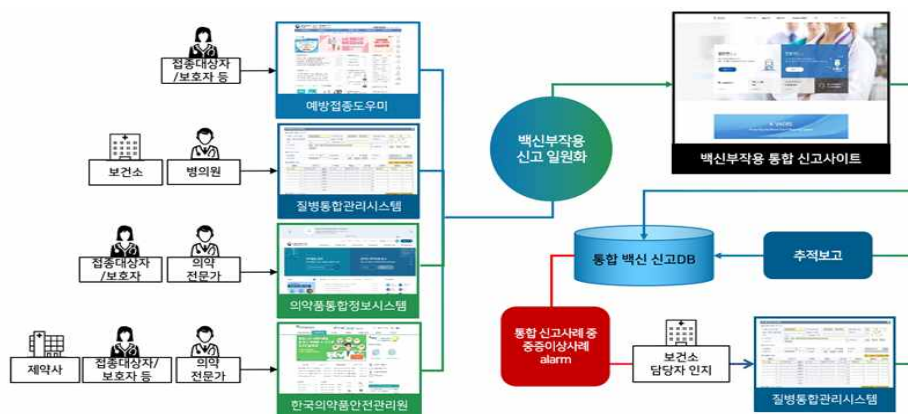 접종대상자
/보호자 등
예방접종도우미
보건소
병의원
질병통합관리시스템
접종대상자
/보호자
의약
전문가
의약품통합정보시스템
제약사
접종대상자/
보호자 등
의약
전문가
한국의약품안전관리원
백신부작용
신고 일원화
백신부작용 통합 신고사이트
통합 백신 신고DB
추적보고
통합 신고사례 중
중증이상사례
alarm
보건소
담당자 인지
질병통합관리시스템